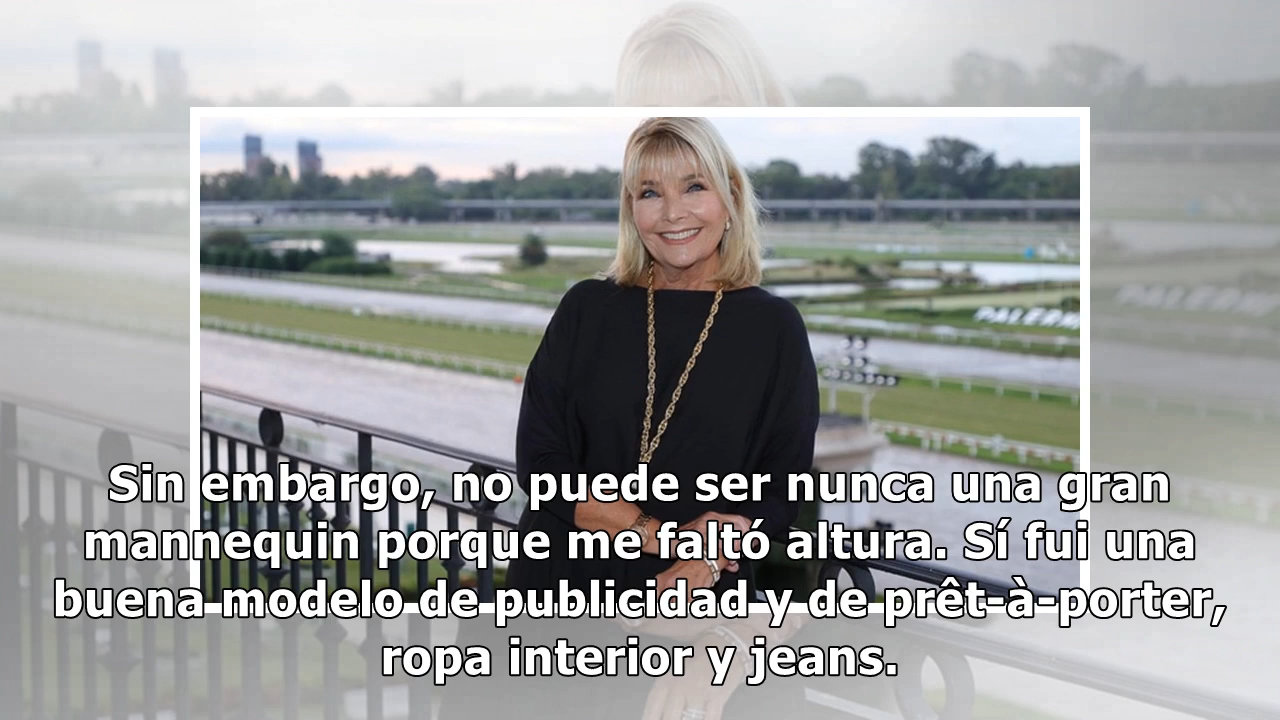 PALERM
Sin embargo, no puede ser nunca una gran
mannequin porque me faltó altura. Sí fui una
buena modelo de publicidad y de prêt-à-porter,
ropa interior y jeans.